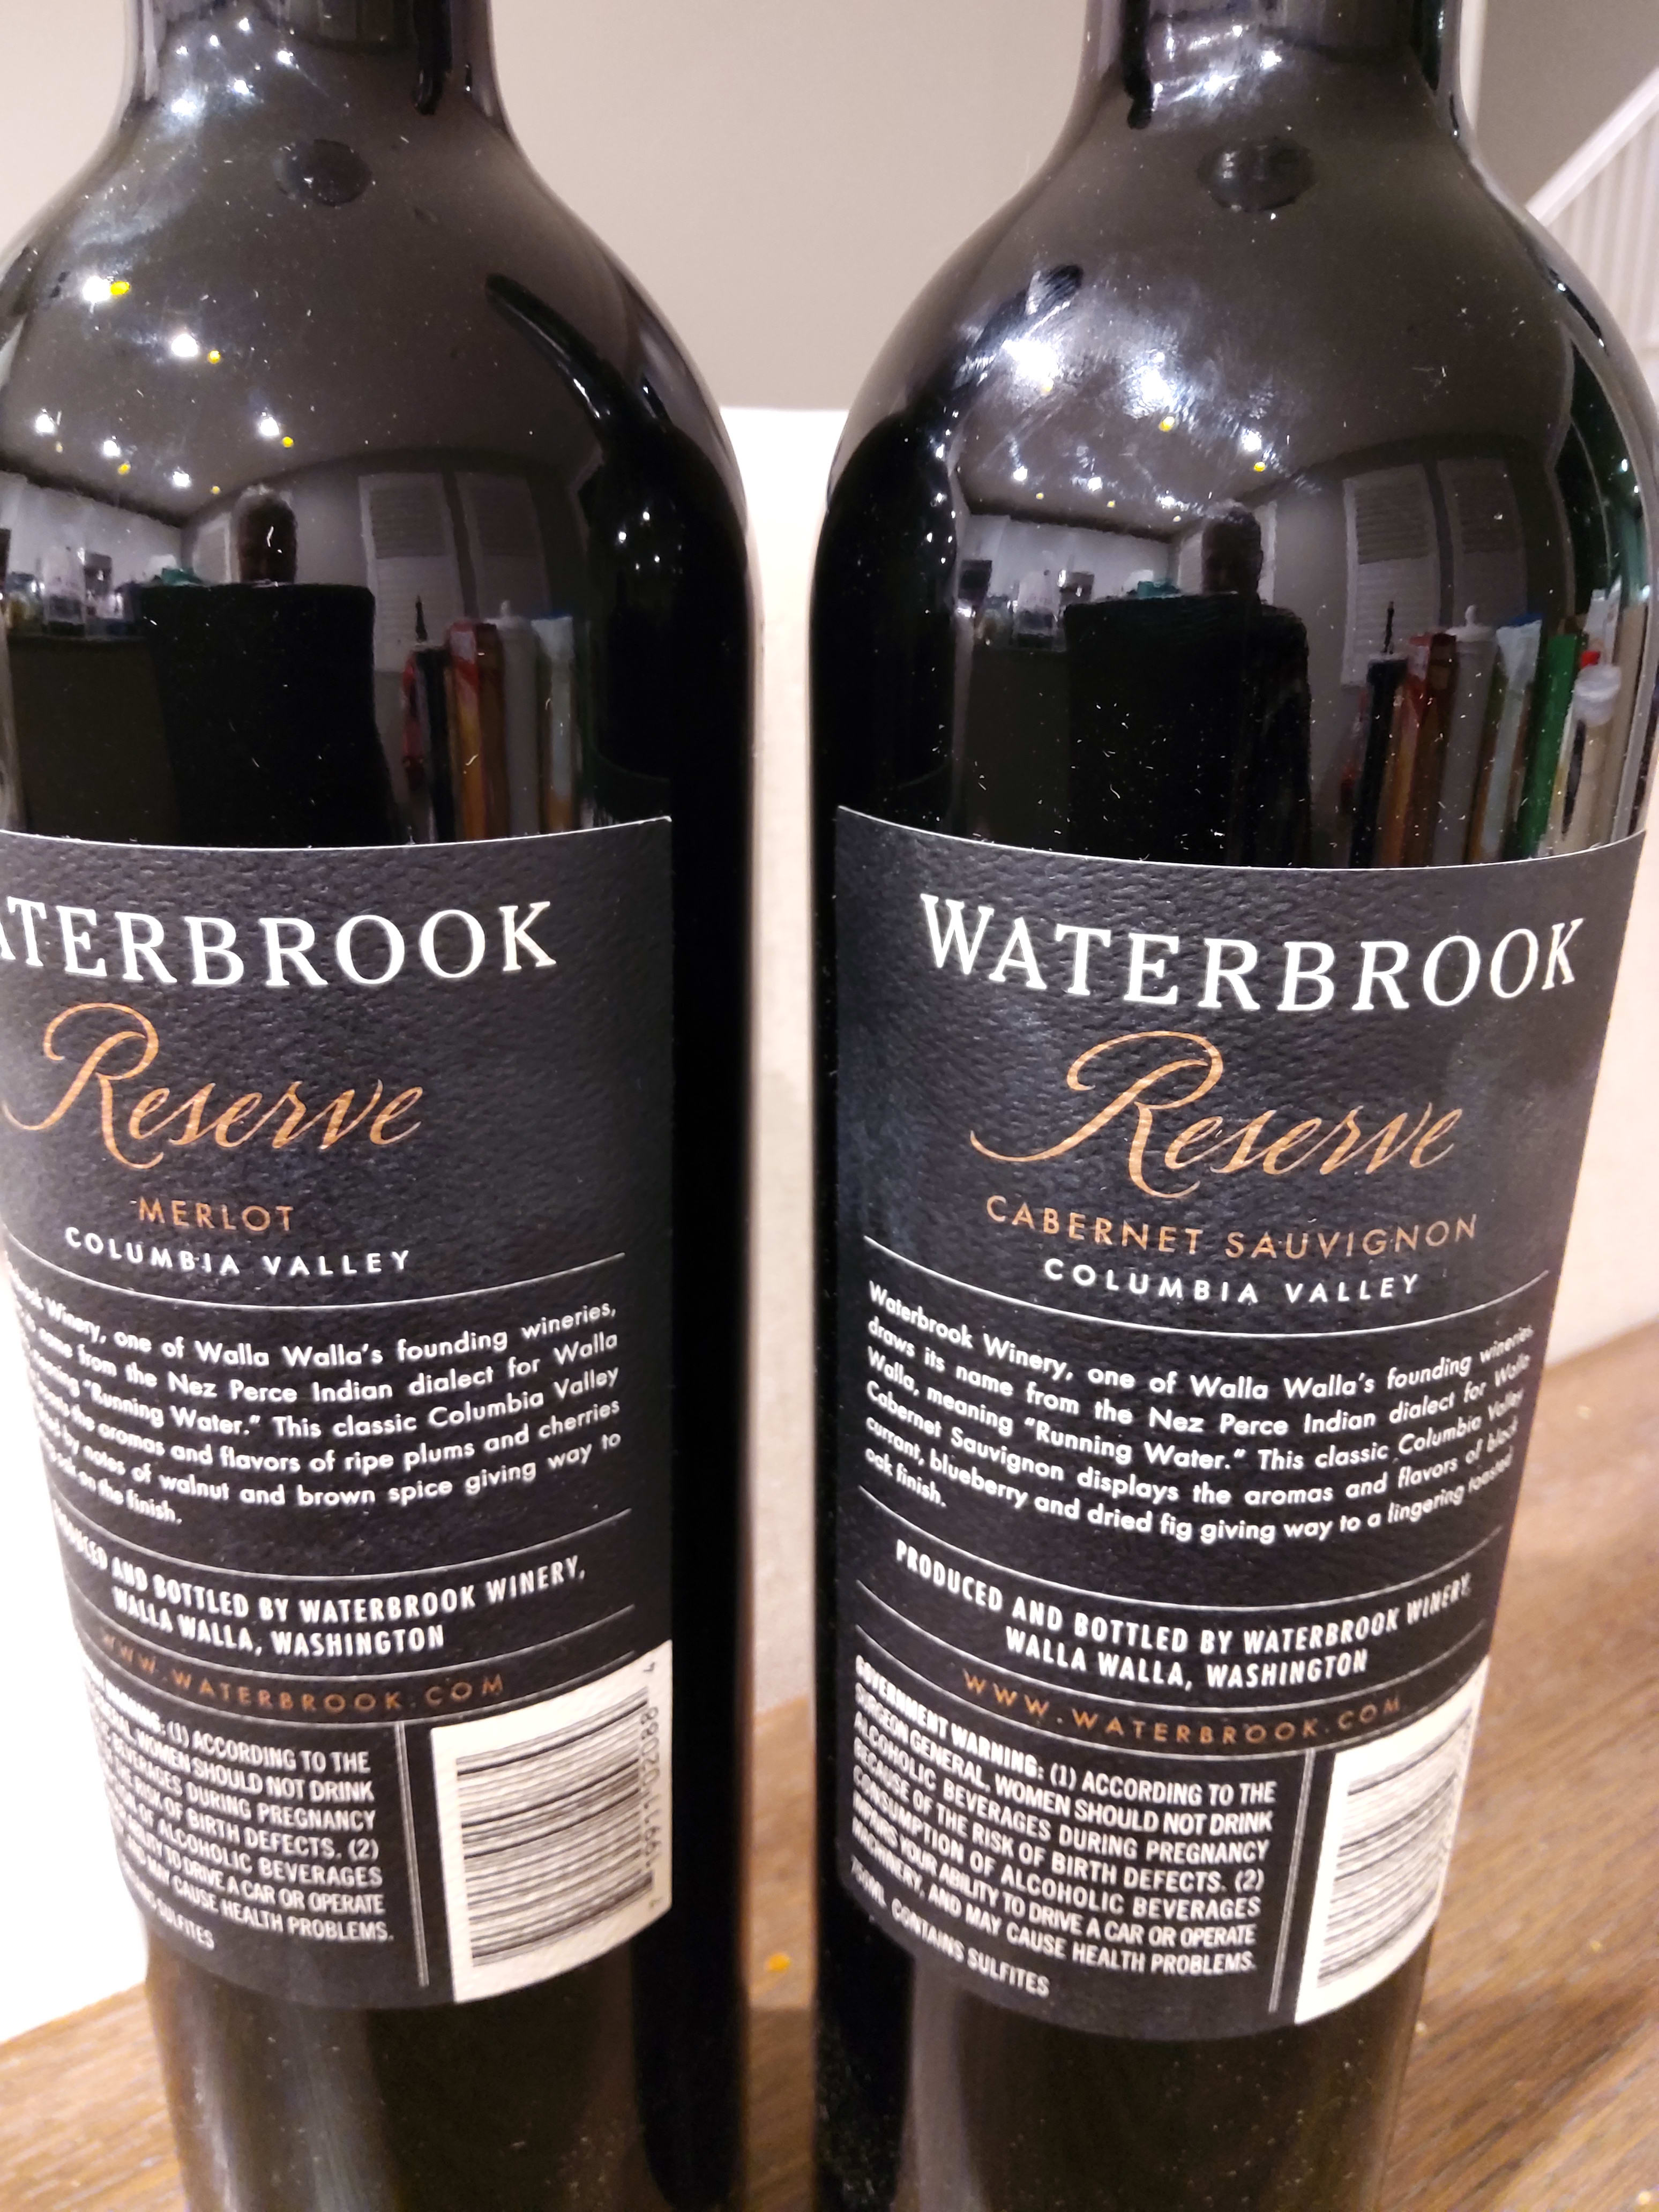 ATERBROOK
Reserve
MERLOT
COLUMBIA VALLEY
Winery, one of Walla Walla's founding wineries,
name from the Nez Perce Indian dialect for Walla
"Running Water." This classic Columbia Valley
the aromas and flavors of ripe plums and cherries
by notes of walnut and brown spice giving way to
on the finish.
AND BOTTLED BY WATERBROOK WINERY,
WALLA WALLA, WASHINGTON
WWW.WATERBROOK.COM
WARNING: (1) ACCORDING TO THE
WOMEN SHOULD NOT DRINK
BEVERAGES DURING PREGNANCY
RISK OF BIRTH DEFECTS. (2)
OF ALCOHOLIC BEVERAGES
TO DRIVE A CAR OR OPERATE
MAY CAUSE HEALTH PROBLEMS.
SULFITES
WATERBROOK
Reserve
CABERNET SAUVIGNON
COLUMBIA VALLEY
Waterbrook Winery, one of Walla Walla's founding wineries
draws its name from the Nez Perce Indian dialect for Walla
Walla, meaning "Running Water." This classic Columbia Valley
Cabernet Sauvignon displays the aromas and flavors of black
currant, blueberry and dried fig giving way to a lingering toasted
oak finish.
PRODUCED AND BOTTLED BY WATERBROOK WINERY,
WALLA WALLA, WASHINGTON
WWW.WATERBROOK.COM
GOVERNMENT WARNING: (1) ACCORDING TO THE
SURGEON GENERAL, WOMEN SHOULD NOT DRINK
ALCOHOLIC BEVERAGES DURING PREGNANCY
BECAUSE OF THE RISK OF BIRTH DEFECTS. (2)
CONSUMPTION OF ALCOHOLIC BEVERAGES
IMPAIRS YOUR ABILITY TO DRIVE A CAR OR OPERATE
MACHINERY, AND MAY CAUSE HEALTH PROBLEMS.
750ML CONTAINS SULFITES